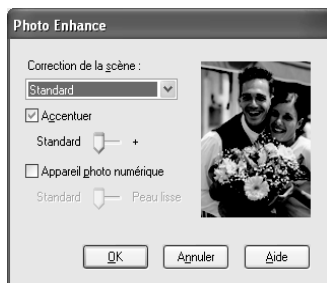 Photo Enhance
Correction de la scène :
Standard
Accentuer
Standard +
Appareil photo numérique
Standard Peau lisse
OK Annuler Aide